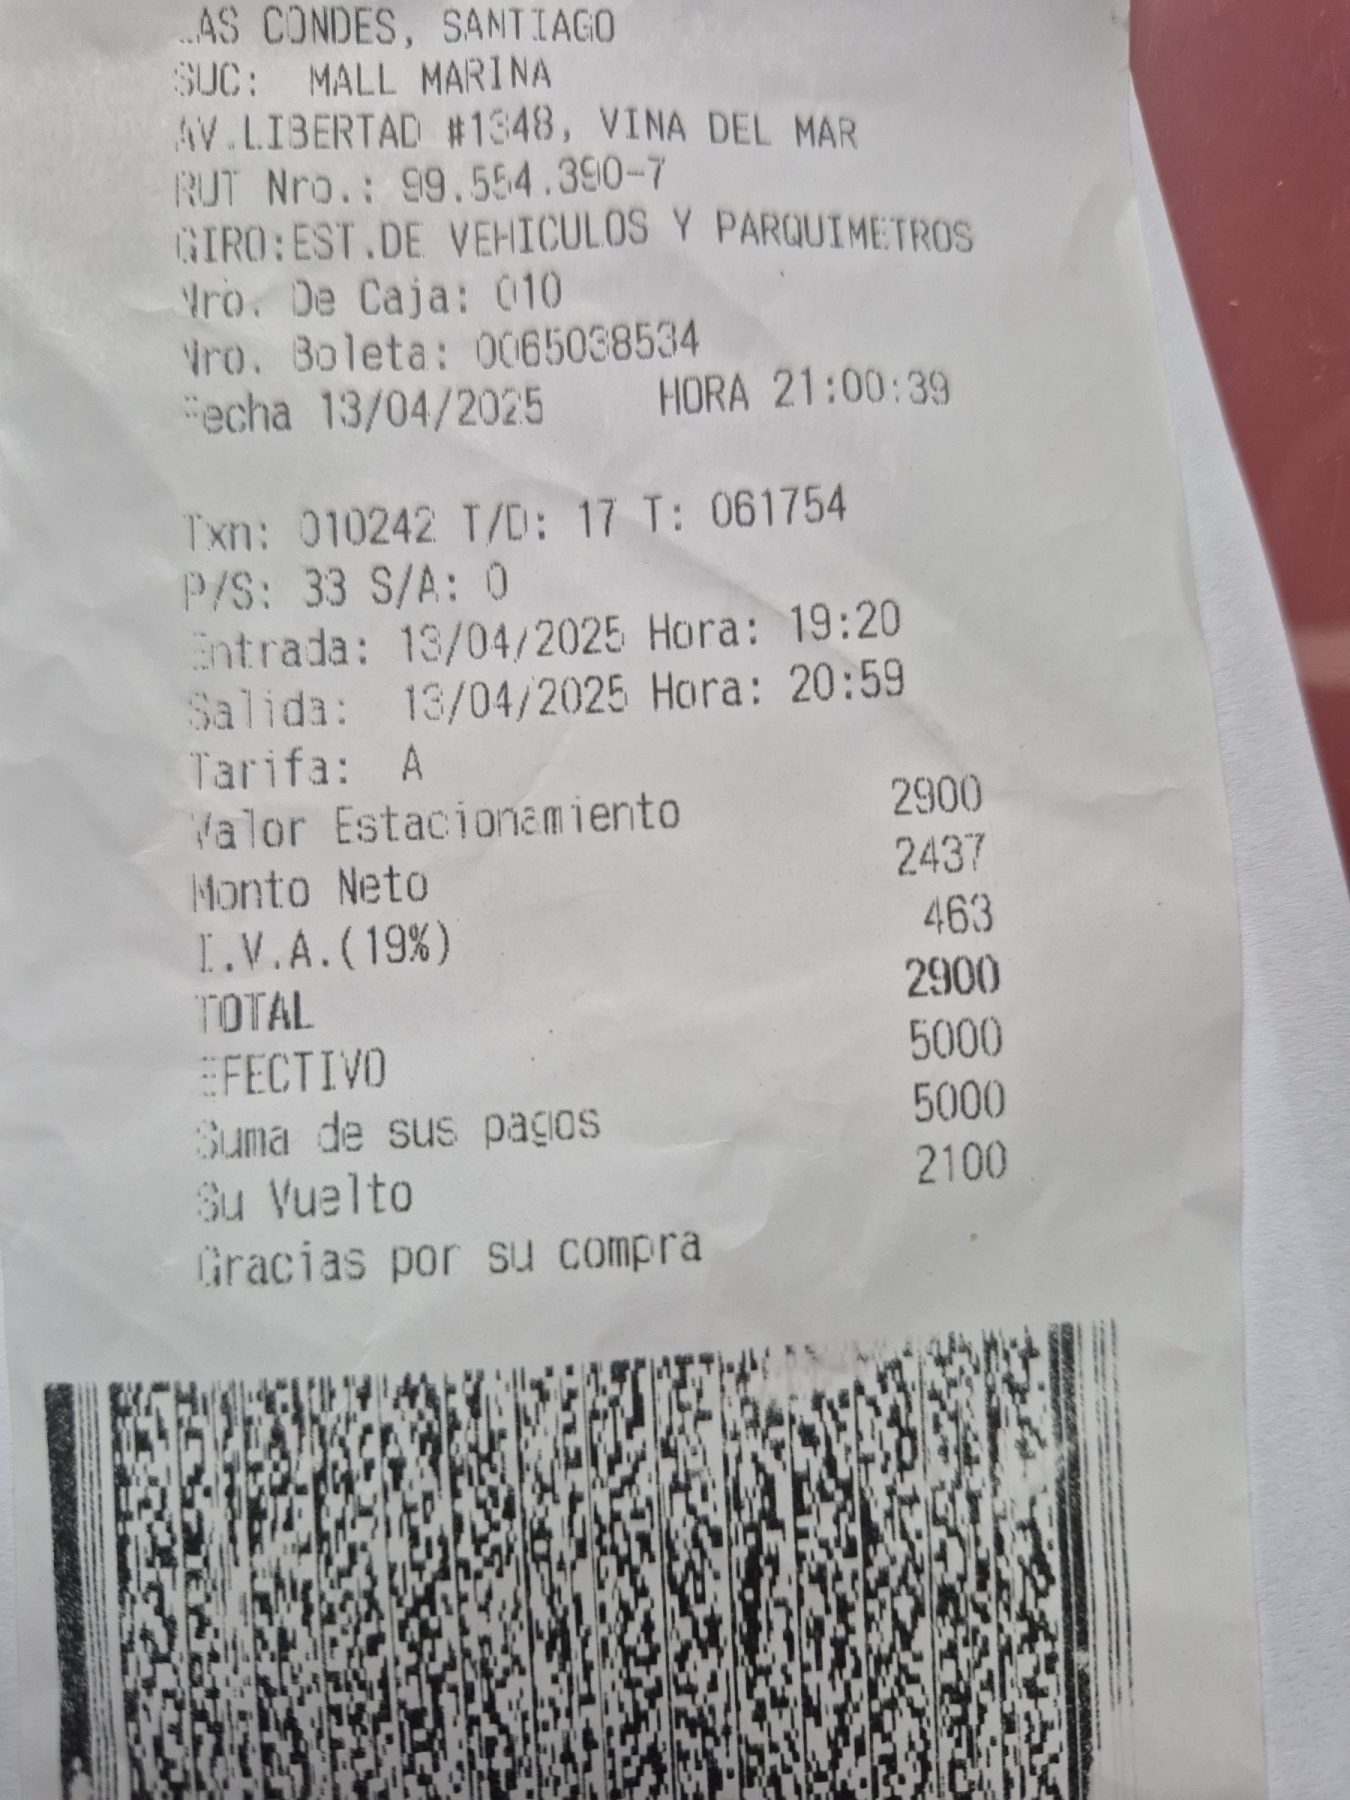 LAS CONDES, SANTIAGO
SUC: MALL MARINA
AV.LIBERTAD #1348, VINA DEL MAR
RUT Nro.: 99.554.390-7
GIRO:EST.DE VEHICULOS Y PARQUIMETROS
Nro. De Caja: 010
Nro. Boleta: 0065038534
Fecha 13/04/2025 HORA 21:00:39
Txn: 010242 T/D: 17 T: 061754
P/S: 33 S/A: 0
Entrada: 13/04/2025 Hora: 19:20
Salida: 13/04/2025 Hora: 20:59
Tarifa: A
Valor Estacionamiento 2900
Monto Neto 2437
I.V.A.(19%) 463
TOTAL 2900
EFECTIVO 5000
Suma de sus pagos 5000
Su Vuelto 2100
Gracias por su compra